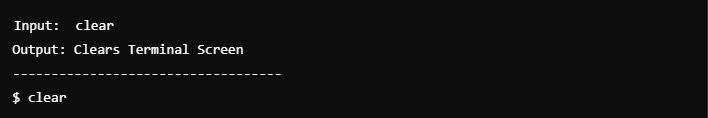 Input:  clear
Output: Clears Terminal Screen
-----------------------------------
$ clear